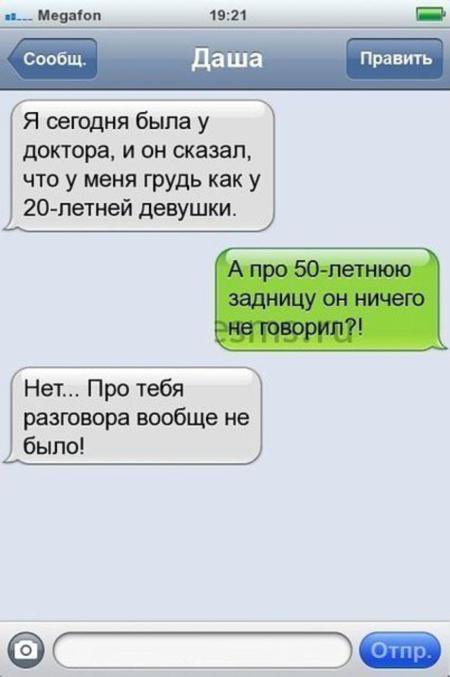 Megafon 19:21
Сообщ. Даша Править
Я сегодня была у
доктора, и он сказал,
что у меня грудь как у
20-летней девушки.
А про 50-летнюю
задницу он ничего
не говорил?!
esms.ru
Нет... Про тебя
разговора вообще не
было!
Отпр.